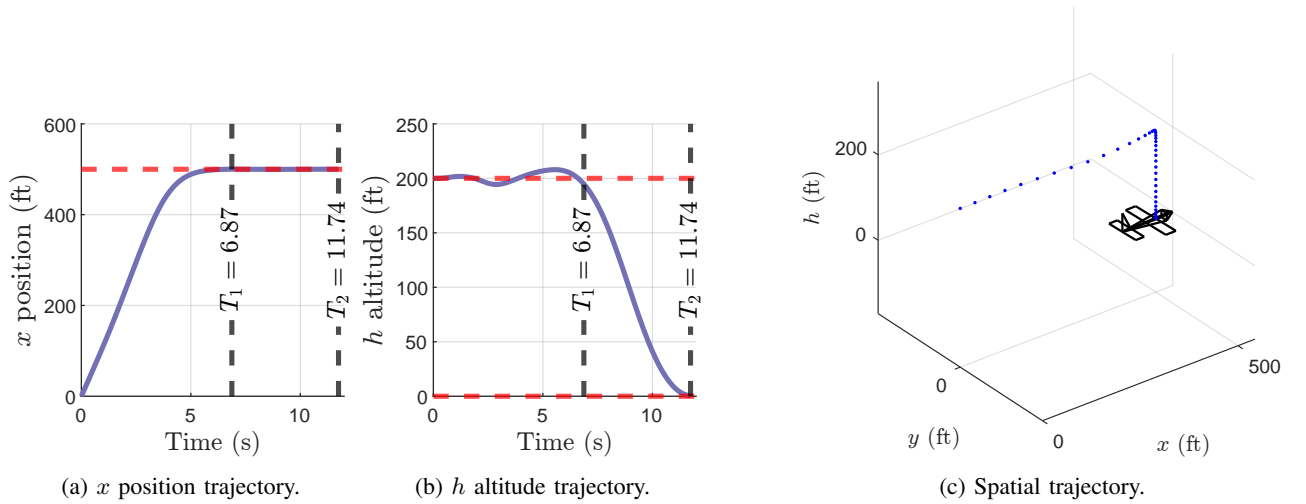 600
400
200
0
0
5
10
x position (ft)
Time (s)
T₁ = 6.87
T₂ = 11.74
(a) x position trajectory.
250
200
150
100
50
0
0
5
10
h altitude (ft)
Time (s)
T₁ = 6.87
T₂ = 11.74
(b) h altitude trajectory.
200
0
h (ft)
0
y (ft)
0
x (ft)
500
(c) Spatial trajectory.